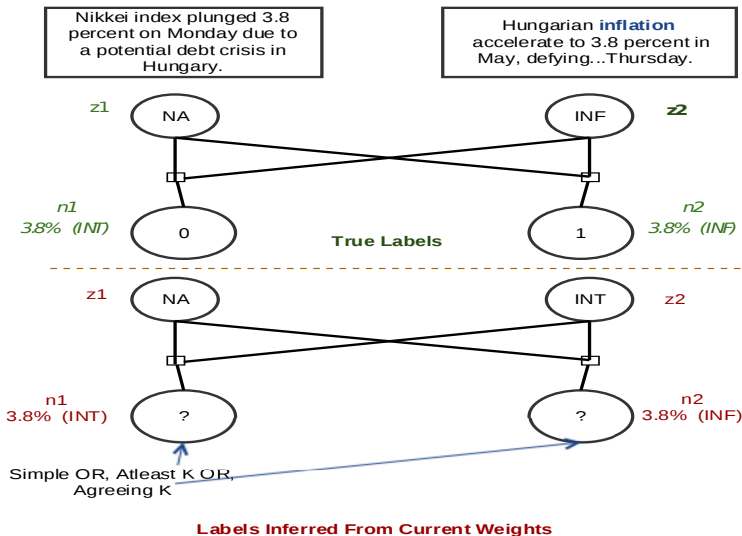 Nikkei index plunged 3.8
percent on Monday due to
a potential debt crisis in
Hungary.
Hungarian inflation
accelerate to 3.8 percent in
May, defying...Thursday.
z1
NA
INF
z2
n1
3.8% (INT)
0
True Labels
1
n2
3.8% (INF)
z1
NA
INT
z2
n1
3.8% (INT)
?
?
n2
3.8% (INF)
Simple OR, Atleast K OR,
Agreeing K
Labels Inferred From Current Weights